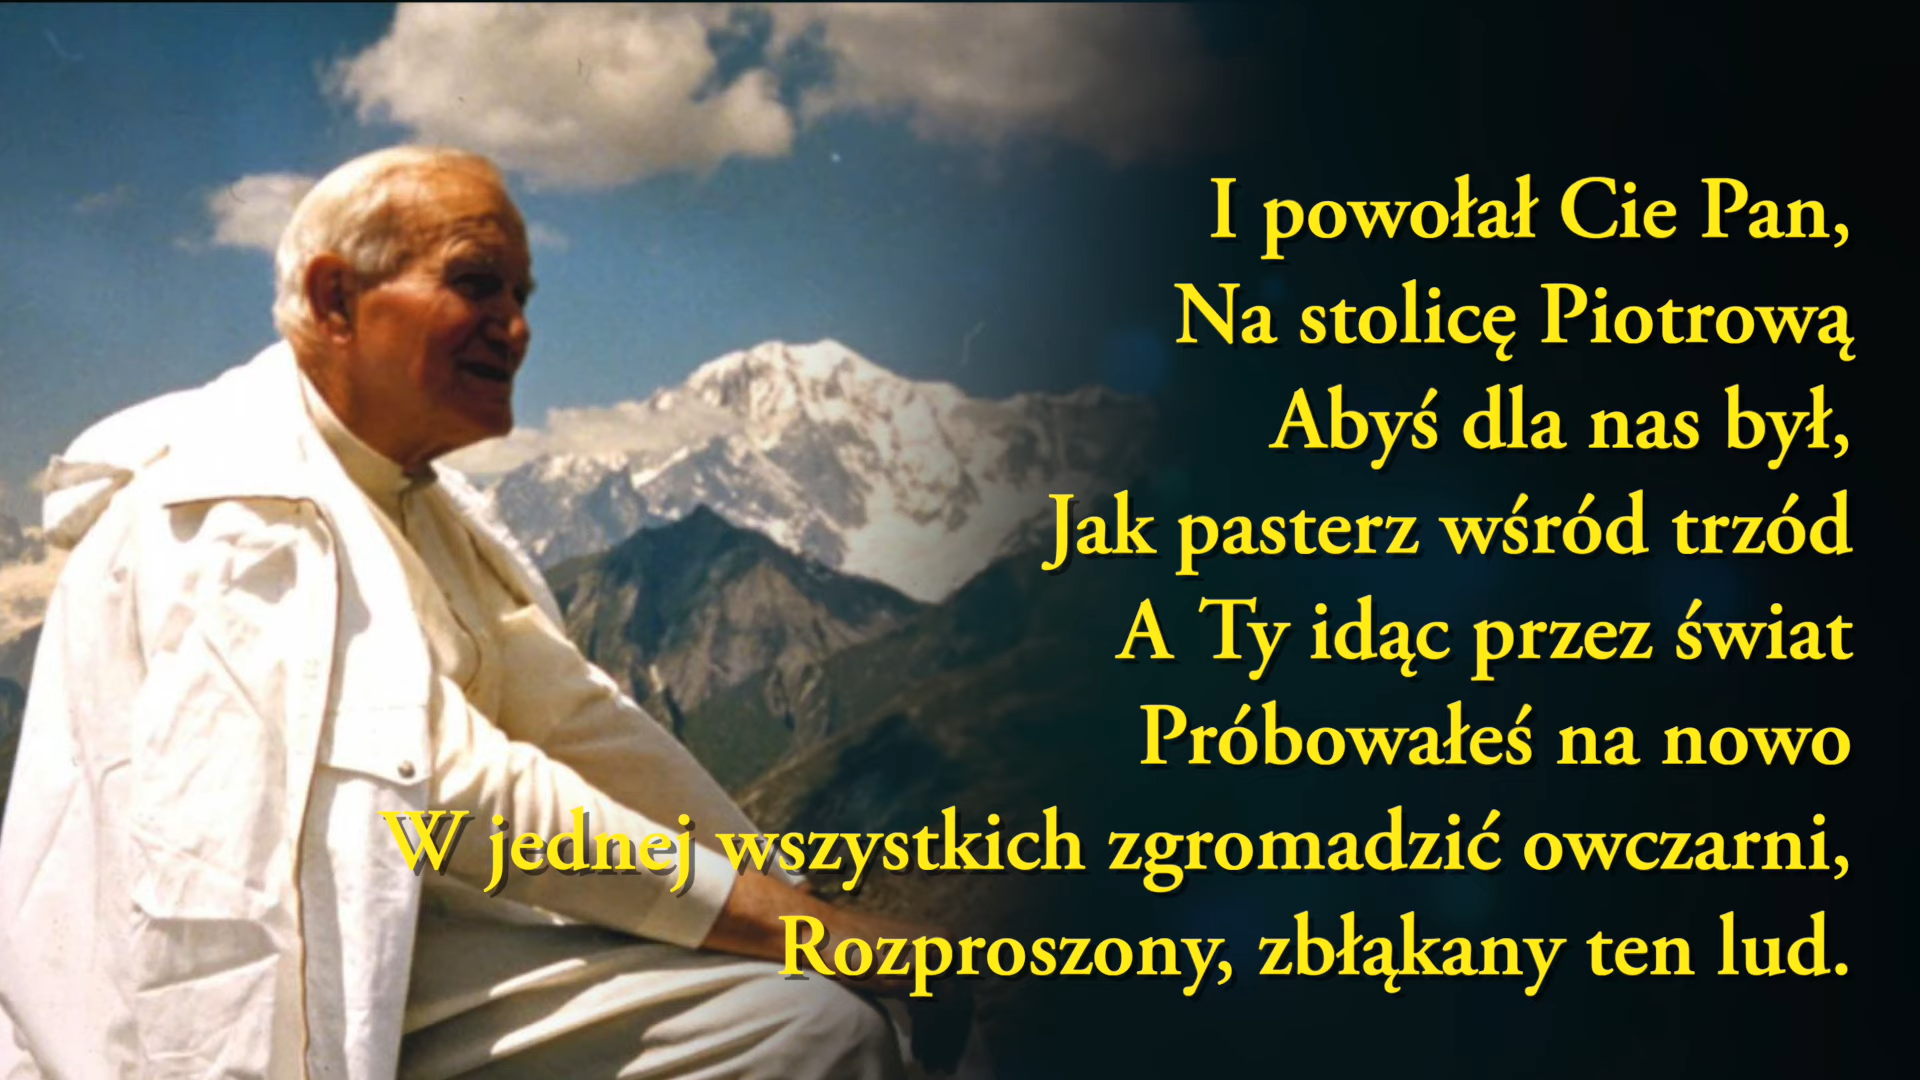 I powołał Cie Pan,
Na stolicę Piotrową
Abyś dla nas był,
Jak pasterz wśród trzód
A Ty idąc przez świat
Próbowałeś na nowo
W jednej wszystkich zgromadzić owczarni,
Rozproszony, zbłąkany ten lud.